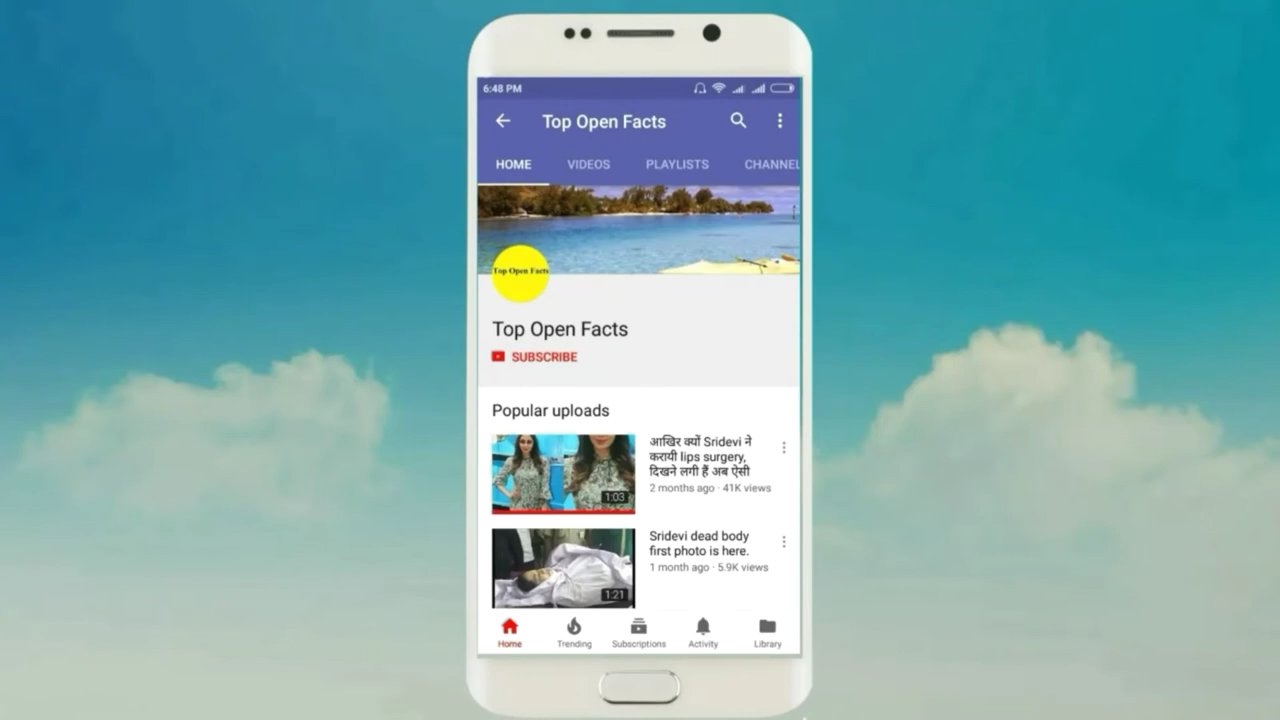 6:48 PM
Top Open Facts
HOME VIDEOS PLAYLISTS CHANNEL
Top Open Facts
Top Open Facts
SUBSCRIBE
Popular uploads
आखिर क्यों Sridevi ने
करायी lips surgery,
दिखने लगी हैं अब ऐसी
2 months ago · 41K views
1:03
Sridevi dead body
first photo is here.
1 month ago · 5.9K views
1:21
Home Trending Subscriptions Activity Library